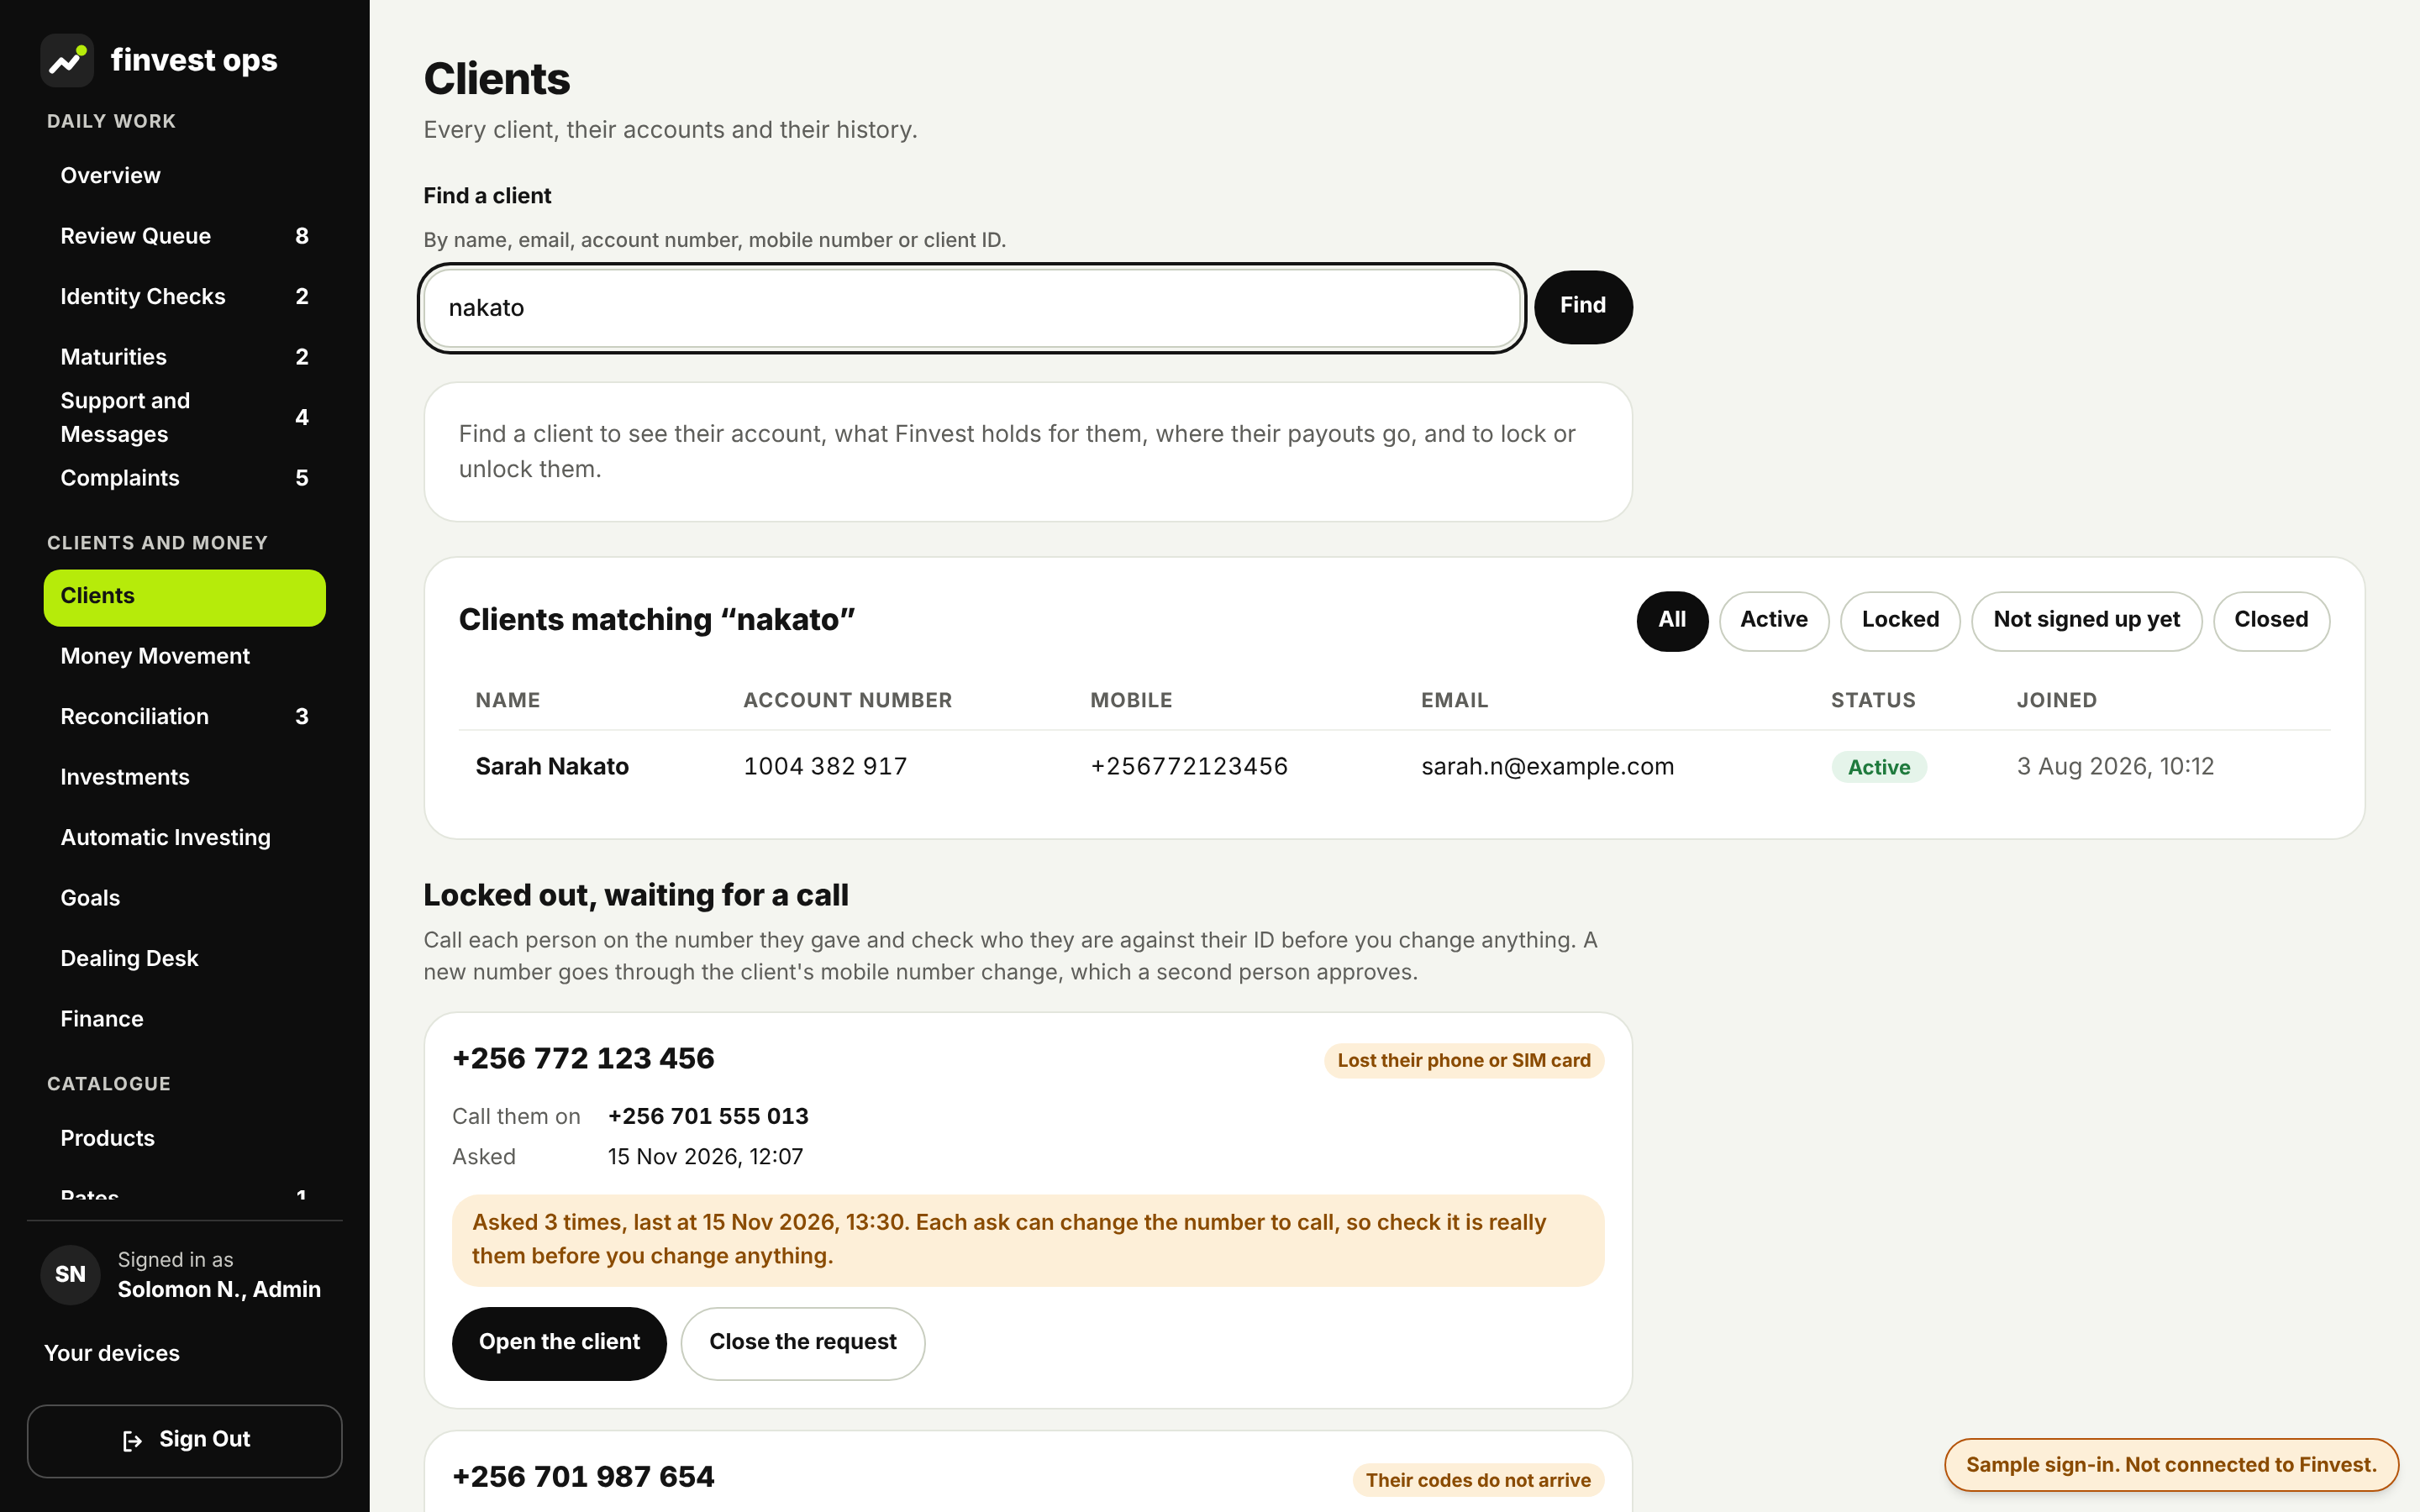 finvest ops
DAILY WORK
Overview
Review Queue 8
Identity Checks 2
Maturities 2
Support and
Messages 4
Complaints 5
CLIENTS AND MONEY
Clients
Money Movement
Reconciliation 3
Investments
Automatic Investing
Goals
Dealing Desk
Finance
CATALOGUE
Products
Rates 1
SN
Signed in as
Solomon N., Admin
Your devices
Sign Out
Clients
Every client, their accounts and their history.
Find a client
By name, email, account number, mobile number or client ID.
nakato
Find
Find a client to see their account, what Finvest holds for them, where their payouts go, and to lock or
unlock them.
Clients matching “nakato”
All Active Locked Not signed up yet Closed
NAME ACCOUNT NUMBER MOBILE EMAIL STATUS JOINED
Sarah Nakato 1004 382 917 +256772123456 sarah.n@example.com Active 3 Aug 2026, 10:12
Locked out, waiting for a call
Call each person on the number they gave and check who they are against their ID before you change anything. A
new number goes through the client's mobile number change, which a second person approves.
+256 772 123 456 Lost their phone or SIM card
Call them on +256 701 555 013
Asked 15 Nov 2026, 12:07
Asked 3 times, last at 15 Nov 2026, 13:30. Each ask can change the number to call, so check it is really
them before you change anything.
Open the client Close the request
+256 701 987 654 Their codes do not arrive
Sample sign-in. Not connected to Finvest.